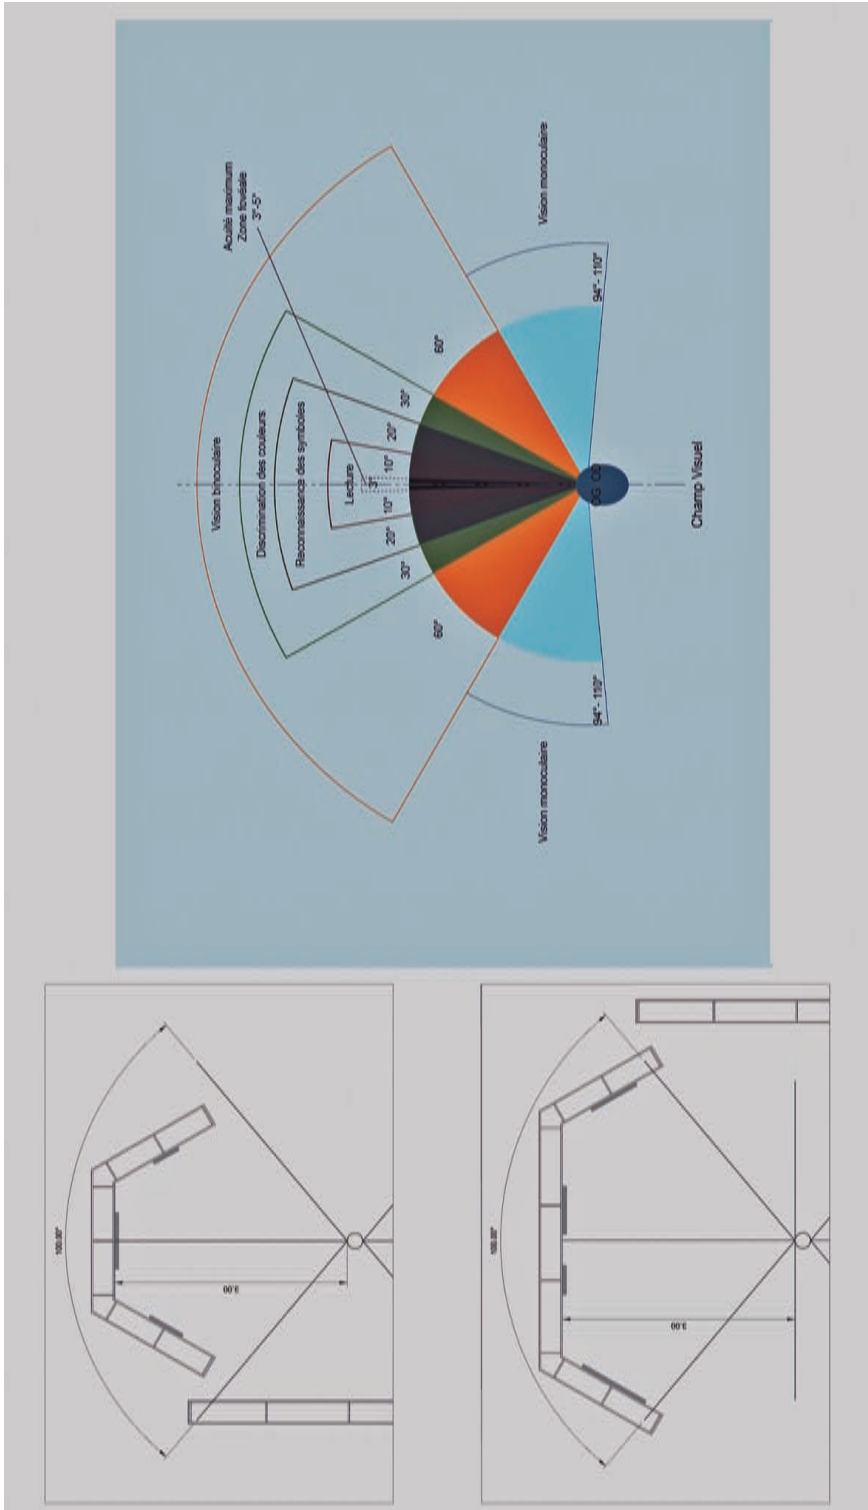 Acuité maximum
Zone fovéale
3°-5°
Vision monoculaire
Vision binoculaire
Discrimination des couleurs
Reconnaissance des symboles
Lecture
3°
10°
10°
20°
20°
30°
30°
60°
60°
94°- 110°
94°- 110°
OG OD
Vision monoculaire
Champ Visuel
100.00°
100.00°